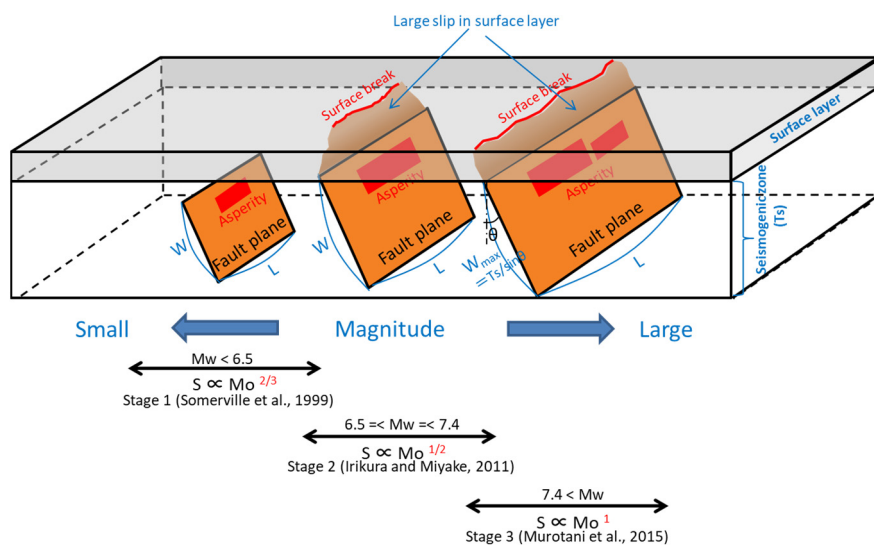 Large slip in surface layer
Surface break
Surface break
Surface layer
Asperity
Asperity
Asperity
Fault plane
Fault plane
Fault plane
W
L
W
L
θ
W max
=Ts/sinθ
L
Seismogenic zone
(Ts)
Small
Magnitude
Large
Mw < 6.5
S ∝ Mo 2/3
Stage 1 (Somerville et al., 1999)
6.5 =< Mw =< 7.4
S ∝ Mo 1/2
Stage 2 (Irikura and Miyake, 2011)
7.4 < Mw
S ∝ Mo 1
Stage 3 (Murotani et al., 2015)